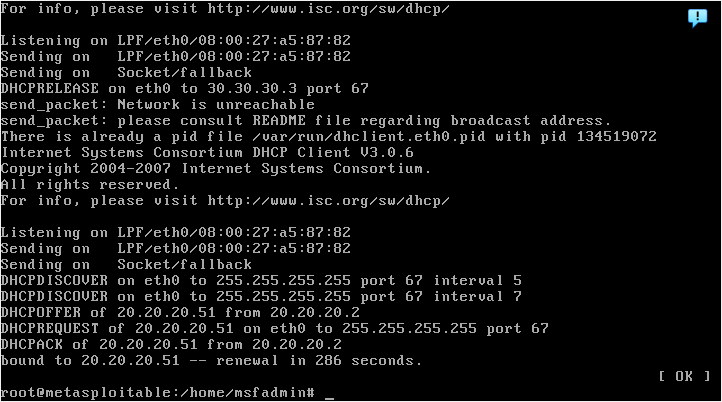 For info, please visit http://www.isc.org/sw/dhcp/
Listening on LPF/eth0/08:00:27:a5:87:82
Sending on   LPF/eth0/08:00:27:a5:87:82
Sending on   Socket/fallback
DHCPRELEASE on eth0 to 30.30.30.3 port 67
send_packet: Network is unreachable
send_packet: please consult README file regarding broadcast address.
There is already a pid file /var/run/dhclient.eth0.pid with pid 134519072
Internet Systems Consortium DHCP Client V3.0.6
Copyright 2004-2007 Internet Systems Consortium.
All rights reserved.
For info, please visit http://www.isc.org/sw/dhcp/
Listening on LPF/eth0/08:00:27:a5:87:82
Sending on   LPF/eth0/08:00:27:a5:87:82
Sending on   Socket/fallback
DHCPDISCOVER on eth0 to 255.255.255.255 port 67 interval 5
DHCPDISCOVER on eth0 to 255.255.255.255 port 67 interval 7
DHCPOFFER of 20.20.20.51 from 20.20.20.2
DHCPREQUEST of 20.20.20.51 on eth0 to 255.255.255.255 port 67
DHCPACK of 20.20.20.51 from 20.20.20.2
bound to 20.20.20.51 -- renewal in 286 seconds.
[ OK ]
root@metasploitable:/home/msfadmin# _